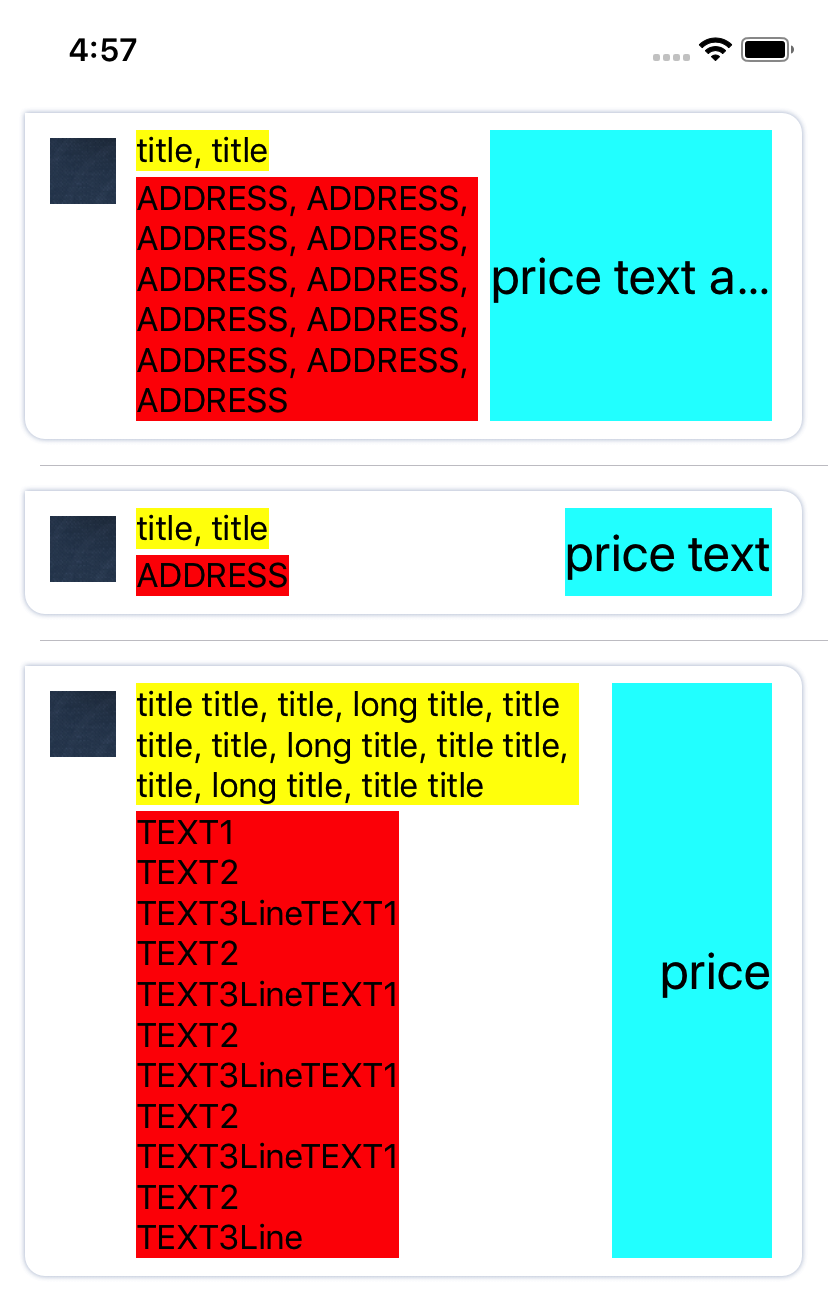 4:57
title, title
ADDRESS, ADDRESS,
ADDRESS, ADDRESS,
ADDRESS, ADDRESS,
ADDRESS, ADDRESS,
ADDRESS, ADDRESS,
ADDRESS
price text a...
title, title
ADDRESS
price text
title title, title, long title, title
title, title, long title, title title,
title, long title, title title
TEXT1
TEXT2
TEXT3LineTEXT1
TEXT2
TEXT3LineTEXT1
TEXT2
TEXT3LineTEXT1
TEXT2
TEXT3LineTEXT1
TEXT2
TEXT3Line
price